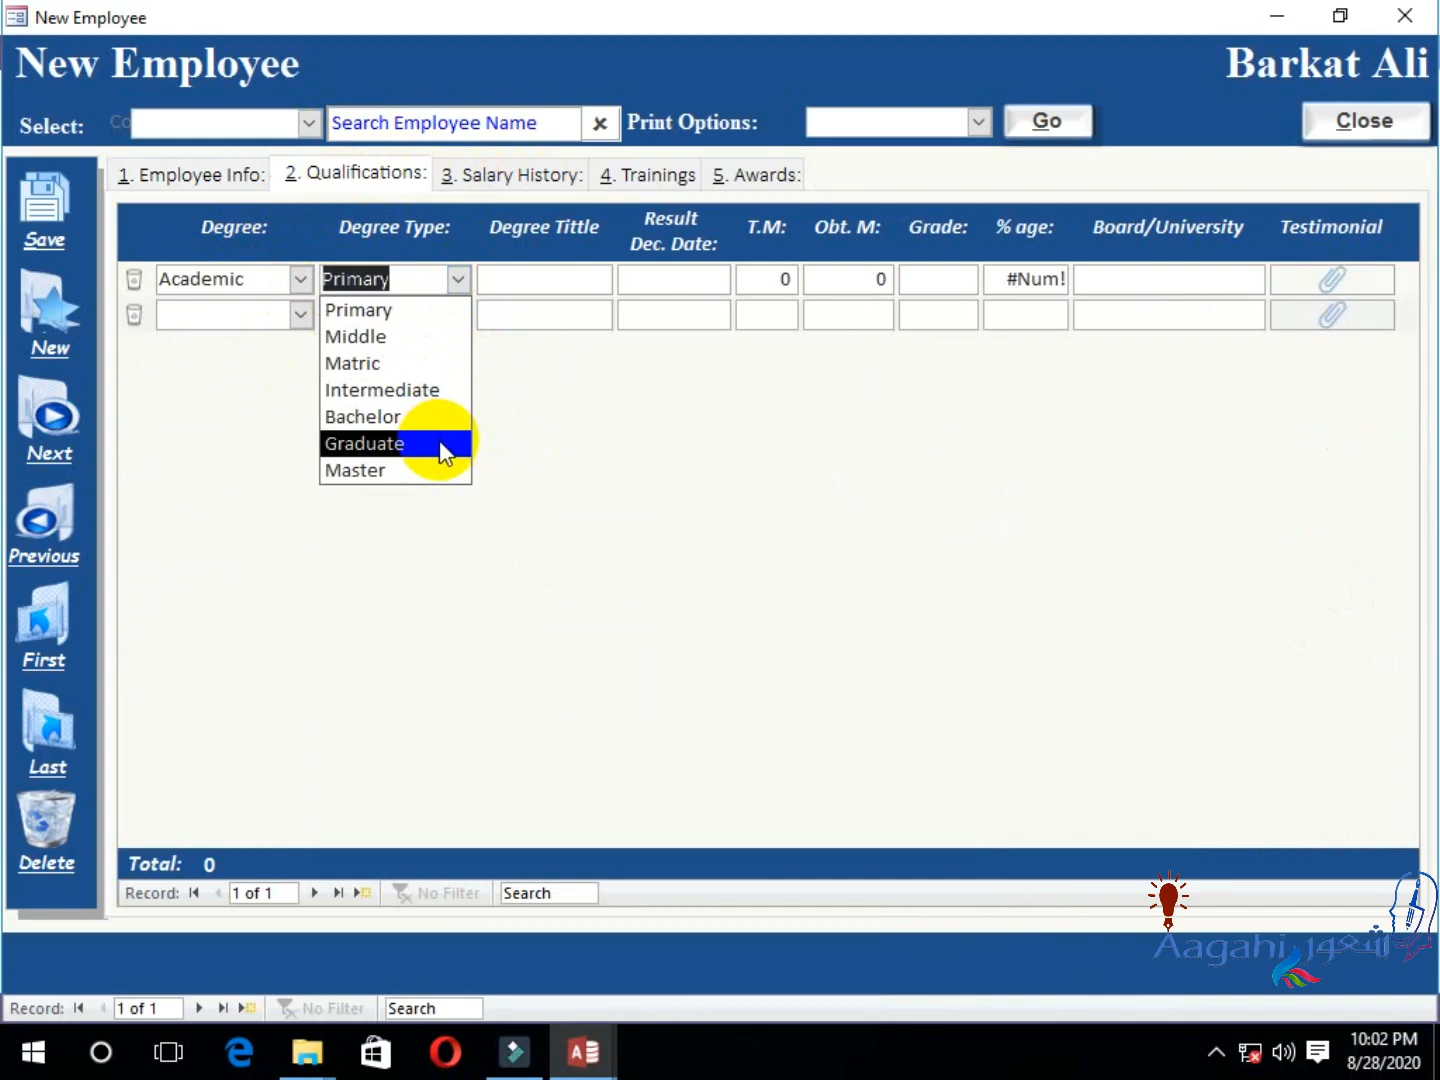 New Employee
New Employee
Barkat Ali
Select:
Co
Search Employee Name
Print Options:
Go
Close
Save
New
Next
Previous
First
Last
Delete
1. Employee Info:
2. Qualifications:
3. Salary History:
4. Trainings
5. Awards:
Degree:
Degree Type:
Degree Tittle
Result
Dec. Date:
T.M:
Obt. M:
Grade:
% age:
Board/University
Testimonial
Academic
Primary
0
0
#Num!
Primary
Middle
Matric
Intermediate
Bachelor
Graduate
Master
Total: 0
Record: 1 of 1 No Filter Search
Aagahi
Record: 1 of 1 No Filter Search
10:02 PM
8/28/2020